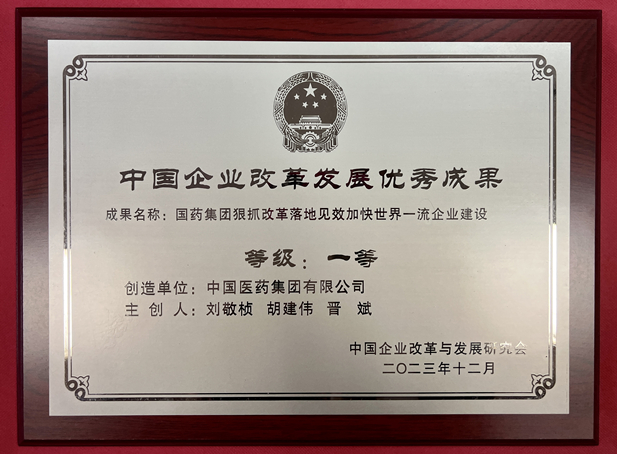 中国企业改革发展优秀成果
成果名称：国药集团狠抓改革落地见效加快世界一流企业建设
等级：一等
创造单位：中国医药集团有限公司
主创人：刘敬桢 胡建伟 晋斌
中国企业改革与发展研究会
二〇二三年十二月